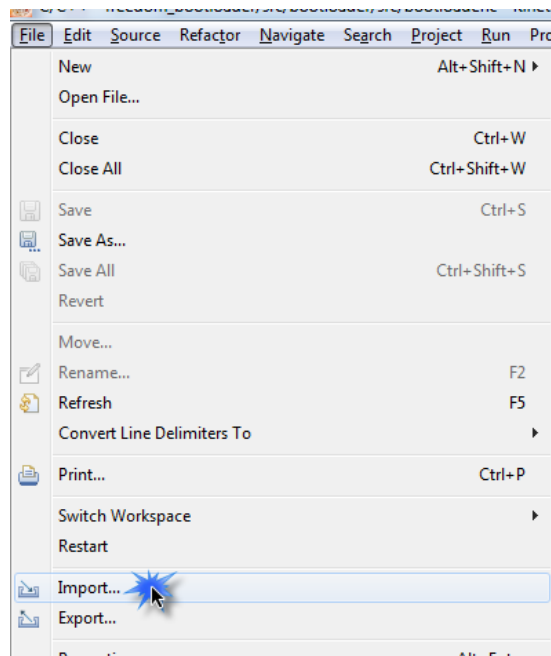 File Edit Source Refactor Navigate Search Project Run
New Alt+Shift+N
Open File...
Close Ctrl+W
Close All Ctrl+Shift+W
Save Ctrl+S
Save As...
Save All Ctrl+Shift+S
Revert
Move...
Rename... F2
Refresh F5
Convert Line Delimiters To
Print... Ctrl+P
Switch Workspace
Restart
Import...
Export...